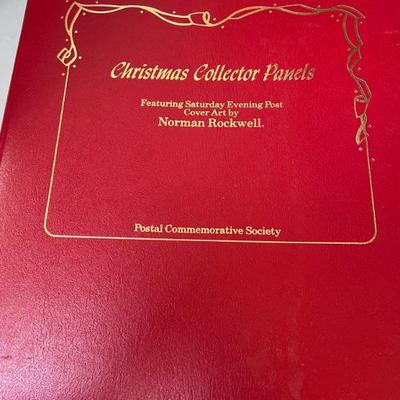 Christmas Collector Panels
Featuring Saturday Evening Post
Cover Art by
Norman Rockwell.
Postal Commemorative Society